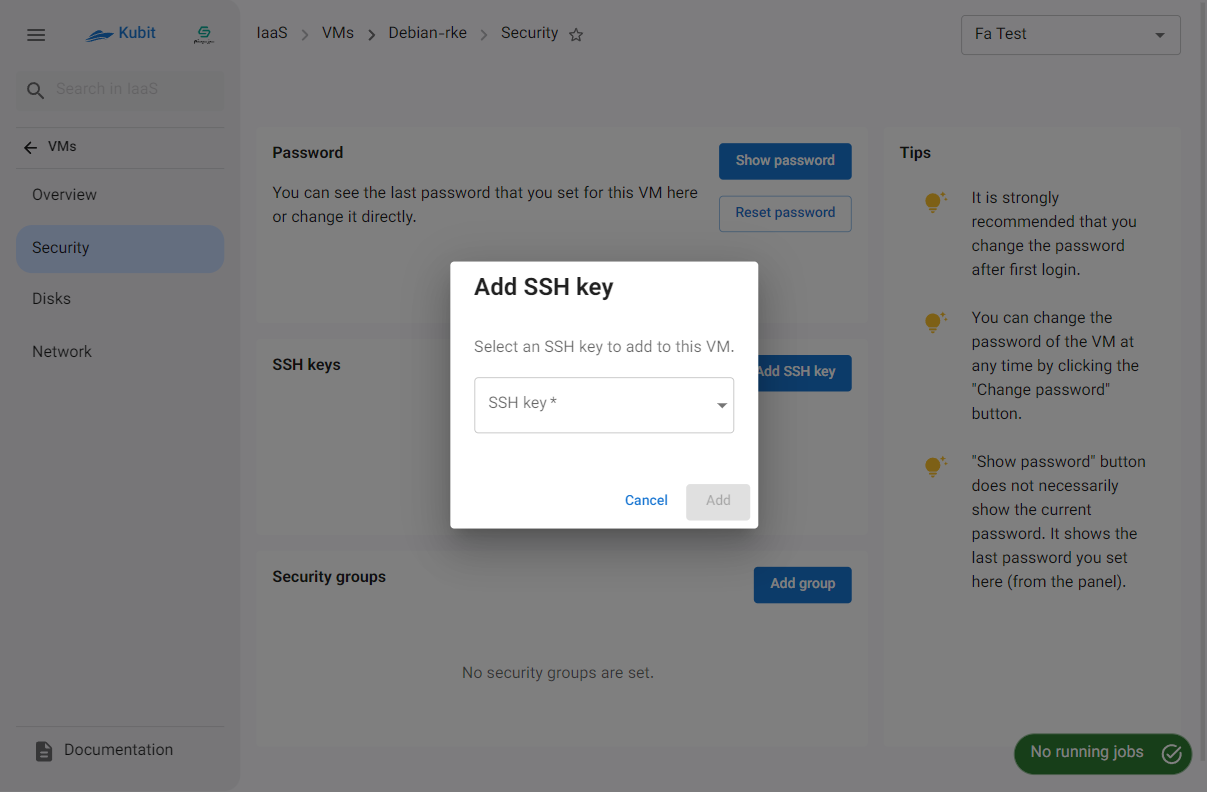 Kubit
IaaS > VMs > Debian-rke > Security
Fa Test
Search in IaaS
VMs
Overview
Security
Disks
Network
Documentation
Password
Show password
You can see the last password that you set for this VM here
or change it directly.
Reset password
SSH keys
Add SSH key
Security groups
Add group
No security groups are set.
Add SSH key
Select an SSH key to add to this VM.
SSH key *
Cancel
Add
Tips
It is strongly
recommended that you
change the password
after first login.
You can change the
password of the VM at
any time by clicking the
"Change password"
button.
"Show password" button
does not necessarily
show the current
password. It shows the
last password you set
here (from the panel).
No running jobs